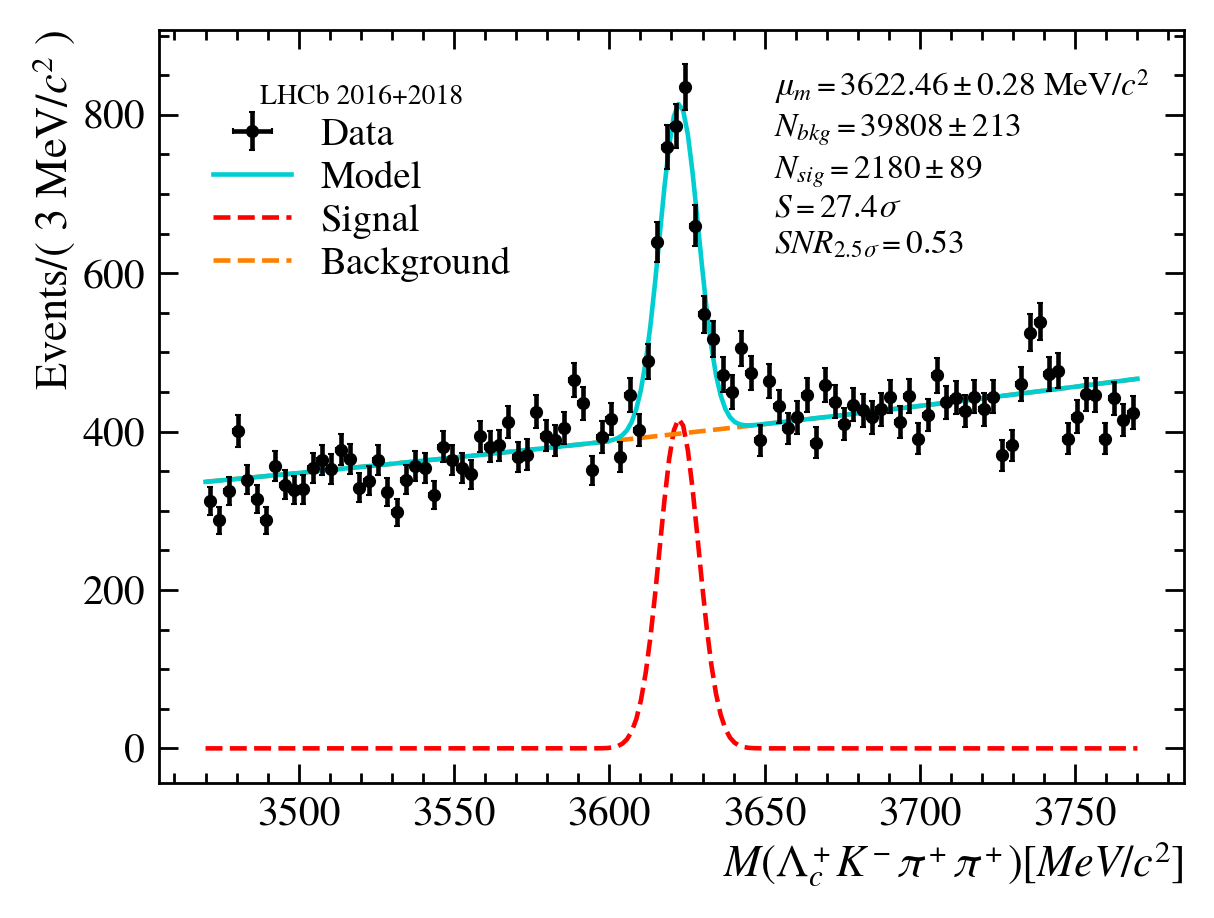 Events/( 3 MeV/c² )
800
600
400
200
0
LHCb 2016+2018
Data
Model
Signal
Background
μₘ = 3622.46 ± 0.28 MeV/c²
N_bkg = 39808 ± 213
N_sig = 2180 ± 89
S = 27.4σ
SNR_2.5σ = 0.53
3500 3550 3600 3650 3700 3750
M(Λc⁺K⁻π⁺π⁺)[MeV/c²]